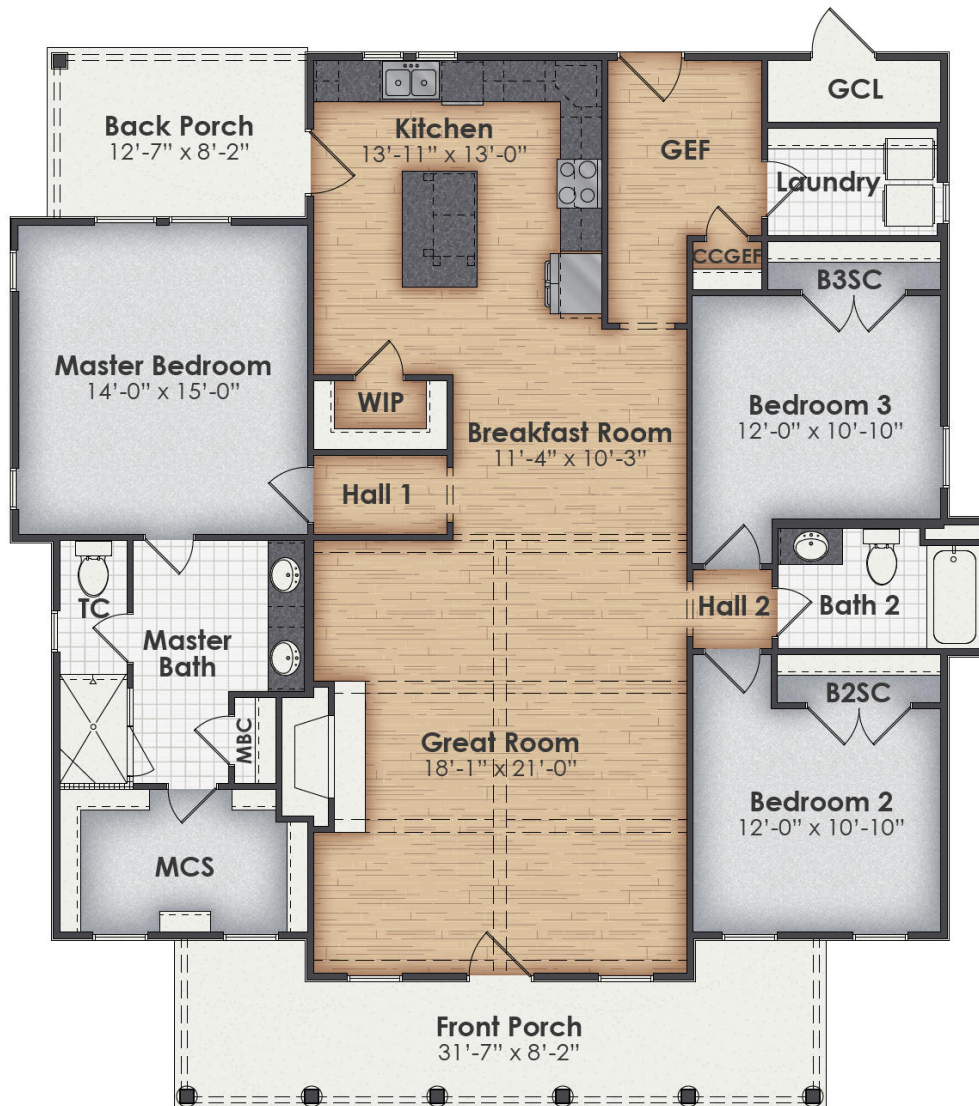 GCL
Back Porch
12’-7” x 8’-2”
Kitchen
13’-11” x 13’-0”
GEF
Laundry
CCGEF
B3SC
Master Bedroom
14’-0” x 15’-0”
WIP
Bedroom 3
12’-0” x 10’-10”
Breakfast Room
11’-4” x 10’-3”
Hall 1
TC
Hall 2
Bath 2
Master
Bath
B2SC
MBC
Great Room
18’-1” x 21’-0”
Bedroom 2
12’-0” x 10’-10”
MCS
Front Porch
31’-7” x 8’-2”